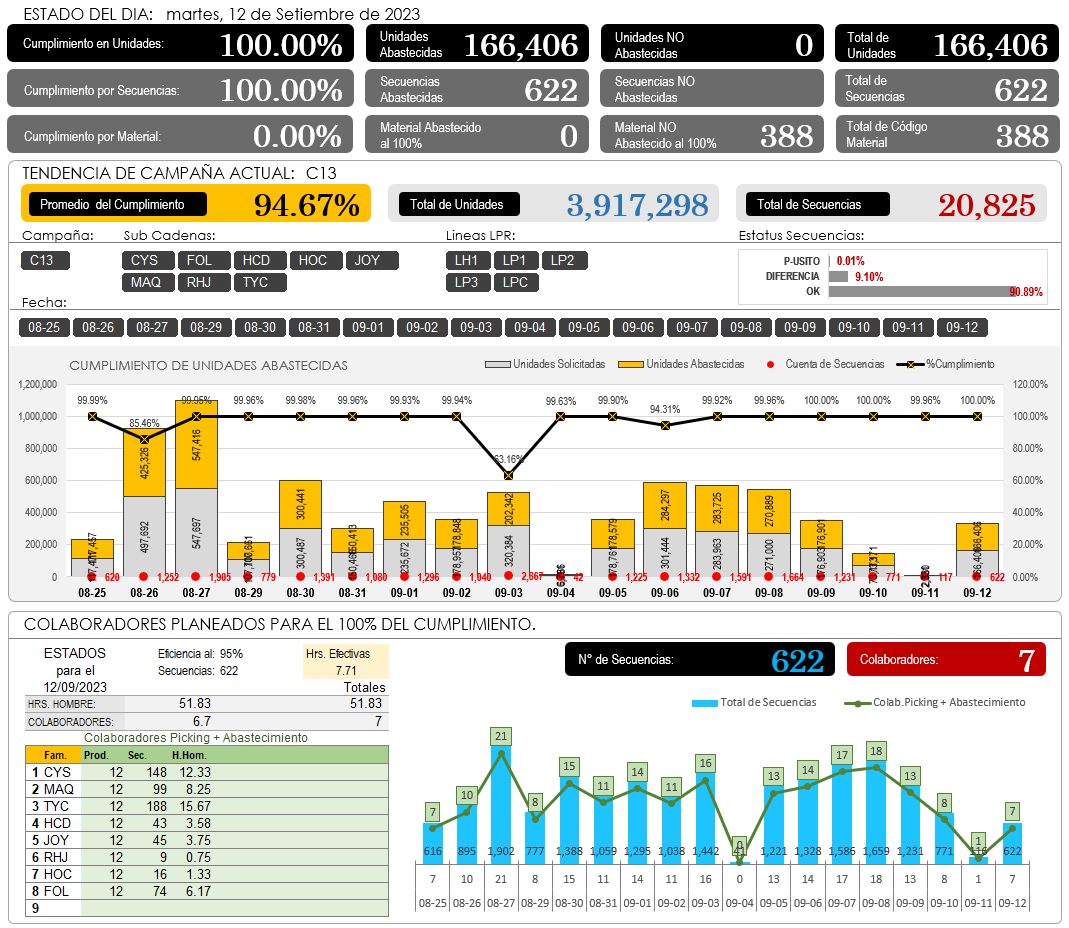 ESTADO DEL DIA: martes, 12 de Setiembre de 2023
Cumplimiento en Unidades: 100.00%
Unidades Abastecidas 166,406
Unidades NO Abastecidas 0
Total de Unidades 166,406
Cumplimiento por Secuencias: 100.00%
Secuencias Abastecidas 622
Secuencias NO Abastecidas
Total de Secuencias 622
Cumplimiento por Material: 0.00%
Material Abastecido al 100% 0
Material NO Abastecido al 100% 388
Total de Código Material 388
TENDENCIA DE CAMPAÑA ACTUAL: C13
Promedio del Cumplimiento 94.67%
Total de Unidades 3,917,298
Total de Secuencias 20,825
Campaña: Sub Cadenas: Lineas LPR: Estatus Secuencias:
C13 CYS FOL HCD HOC JOY LH1 LP1 LP2
MAQ RHJ TYC LP3 LPC
P-USITO 0.01%
DIFERENCIA 9.10%
OK 90.89%
Fecha:
08-25 08-26 08-27 08-29 08-30 08-31 09-01 09-02 09-03 09-04 09-05 09-06 09-07 09-08 09-09 09-10 09-11 09-12
CUMPLIMIENTO DE UNIDADES ABASTECIDAS
Unidades Solicitadas Unidades Abastecidas Cuenta de Secuencias %Cumplimiento
1,200,000 120.00%
1,000,000 100.00%
800,000 80.00%
600,000 60.00%
400,000 40.00%
200,000 20.00%
0 0.00%
99.99% 85.46% 99.95% 99.96% 99.98% 99.96% 99.93% 99.94% 63.16% 99.63% 99.90% 94.31% 99.92% 99.96% 100.00% 100.00% 99.96% 100.00%
425,326 547,416 300,441 150,413 235,505 178,848 202,342 178,579 284,297 283,725 270,889 176,901 166,406
497,692 547,697 300,487 235,672 178,957 320,384 301,444 283,963 271,000 176,903 166,406
620 1,252 1,905 779 1,391 1,080 1,296 1,040 2,867 42 1,225 1,332 1,591 1,664 1,231 771 117 622
08-25 08-26 08-27 08-29 08-30 08-31 09-01 09-02 09-03 09-04 09-05 09-06 09-07 09-08 09-09 09-10 09-11 09-12
COLABORADORES PLANEADOS PARA EL 100% DEL CUMPLIMIENTO.
ESTADOS
para el
12/09/2023
Eficiencia al: 95%
Secuencias: 622
Hrs. Efectivas
7.71
Totales
HRS. HOMBRE: 51.83 51.83
COLABORADORES: 6.7 7
Colaboradores Picking + Abastecimiento
Fam. Prod. Sec. H.Hom.
1 CYS 12 148 12.33
2 MAQ 12 99 8.25
3 TYC 12 188 15.67
4 HCD 12 43 3.58
5 JOY 12 45 3.75
6 RHJ 12 9 0.75
7 HOC 12 16 1.33
8 FOL 12 74 6.17
9
N° de Secuencias: 622
Colaboradores: 7
Total de Secuencias Colab.Picking + Abastecimiento
7 10 21 8 15 11 14 11 16 0 13 14 17 18 13 8 1 7
616 895 1,902 777 1,388 1,059 1,295 1,038 1,442 41 1,221 1,328 1,586 1,659 1,231 771 116 622
7 10 21 8 15 11 14 11 16 0 13 14 17 18 13 8 1 7
08-25 08-26 08-27 08-29 08-30 08-31 09-01 09-02 09-03 09-04 09-05 09-06 09-07 09-08 09-09 09-10 09-11 09-12